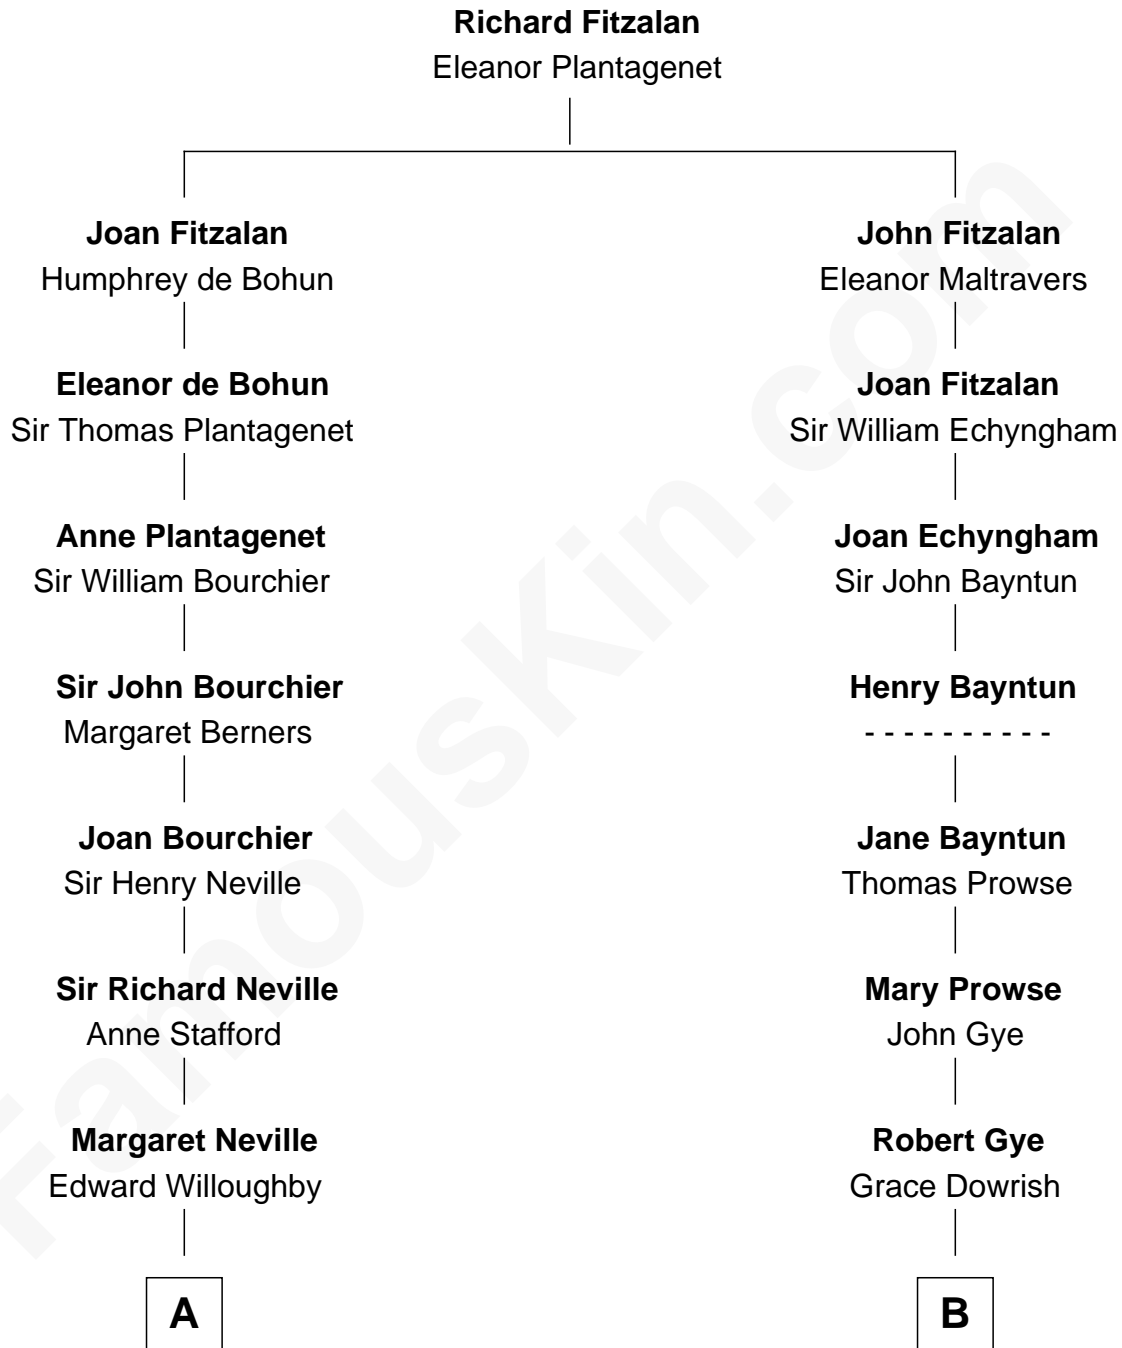 Richard Fitzalan
Eleanor Plantagenet
Joan Fitzalan
Humphrey de Bohun
John Fitzalan
Eleanor Maltravers
Eleanor de Bohun
Sir Thomas Plantagenet
Joan Fitzalan
Sir William Echyngham
Anne Plantagenet
Sir William Bourchier
Joan Echyngham
Sir John Bayntun
Sir John Bourchier
Margaret Berners
Henry Bayntun
- - - - - - - - - -
Joan Bourchier
Sir Henry Neville
Jane Bayntun
Thomas Prowse
Sir Richard Neville
Anne Stafford
Mary Prowse
John Gye
Margaret Neville
Edward Willoughby
Robert Gye
Grace Dowrish
A
B
FamousKin.com